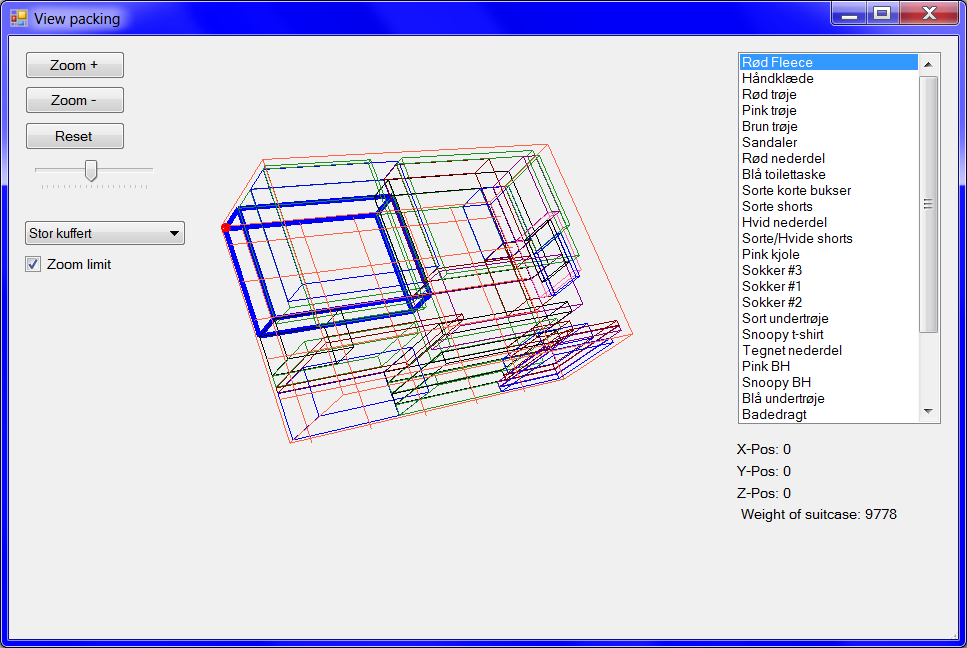 View packing
Zoom +
Zoom -
Reset
Stor kuffert
Zoom limit
Rød Fleece
Håndklæde
Rød trøje
Pink trøje
Brun trøje
Sandaler
Rød nederdel
Blå toilettaske
Sorte korte bukser
Sorte shorts
Hvid nederdel
Sorte/Hvide shorts
Pink kjole
Sokker #3
Sokker #1
Sokker #2
Sort undertrøje
Snoopy t-shirt
Tegnet nederdel
Pink BH
Snoopy BH
Blå undertrøje
Badedragt
X-Pos: 0
Y-Pos: 0
Z-Pos: 0
Weight of suitcase: 9778